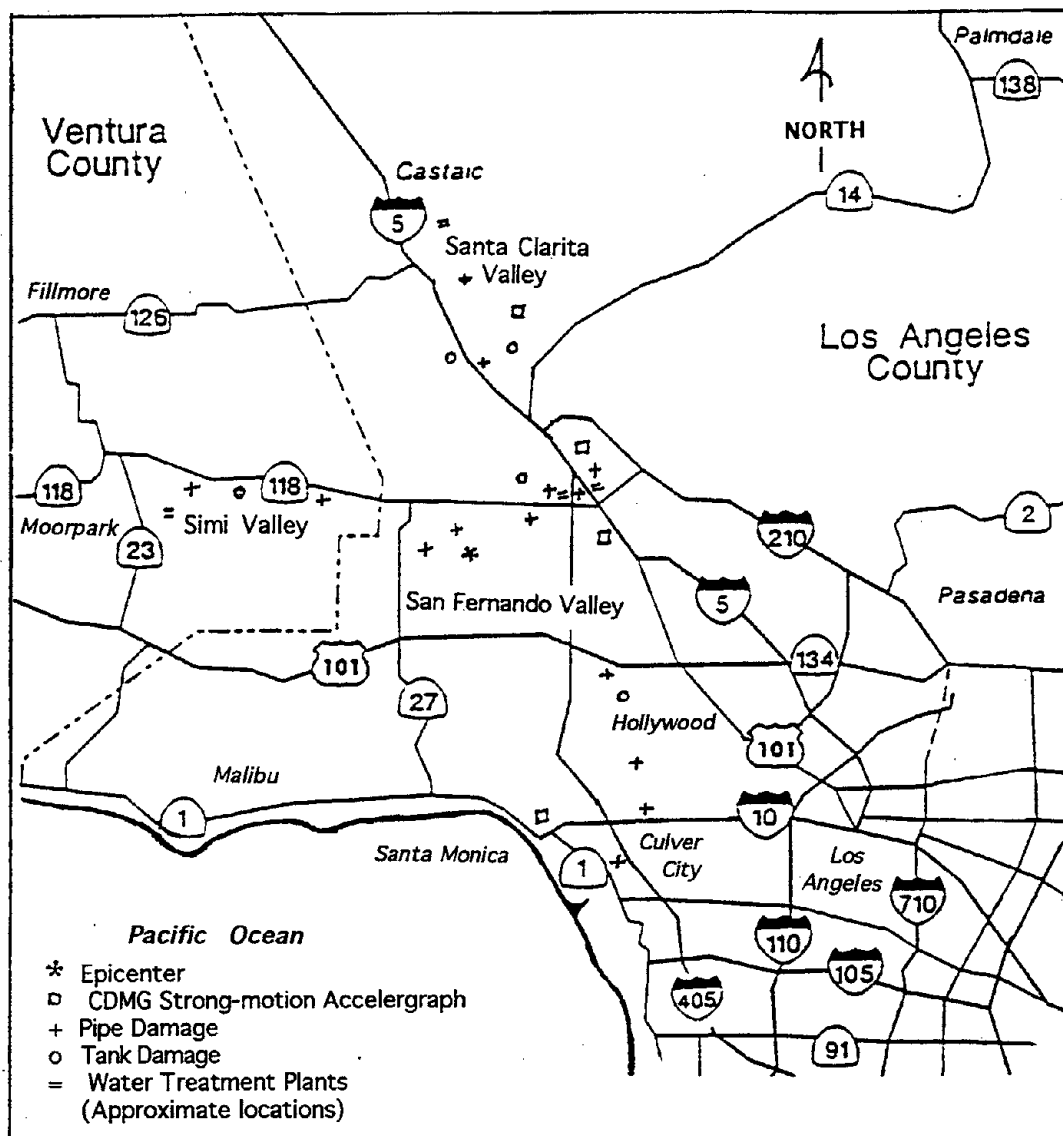 Palmdale
138
NORTH
Ventura
County
Castaic
14
5
Santa Clarita
Valley
Fillmore
126
Los Angeles
County
118
118
Moorpark
Simi Valley
23
2
210
San Fernando Valley
5
Pasadena
101
134
27
Hollywood
101
Malibu
1
10
Santa Monica
Culver
City
Los
Angeles
1
710
110
105
405
91
Pacific Ocean
* Epicenter
□ CDMG Strong-motion Accelergraph
+ Pipe Damage
o Tank Damage
= Water Treatment Plants
(Approximate locations)